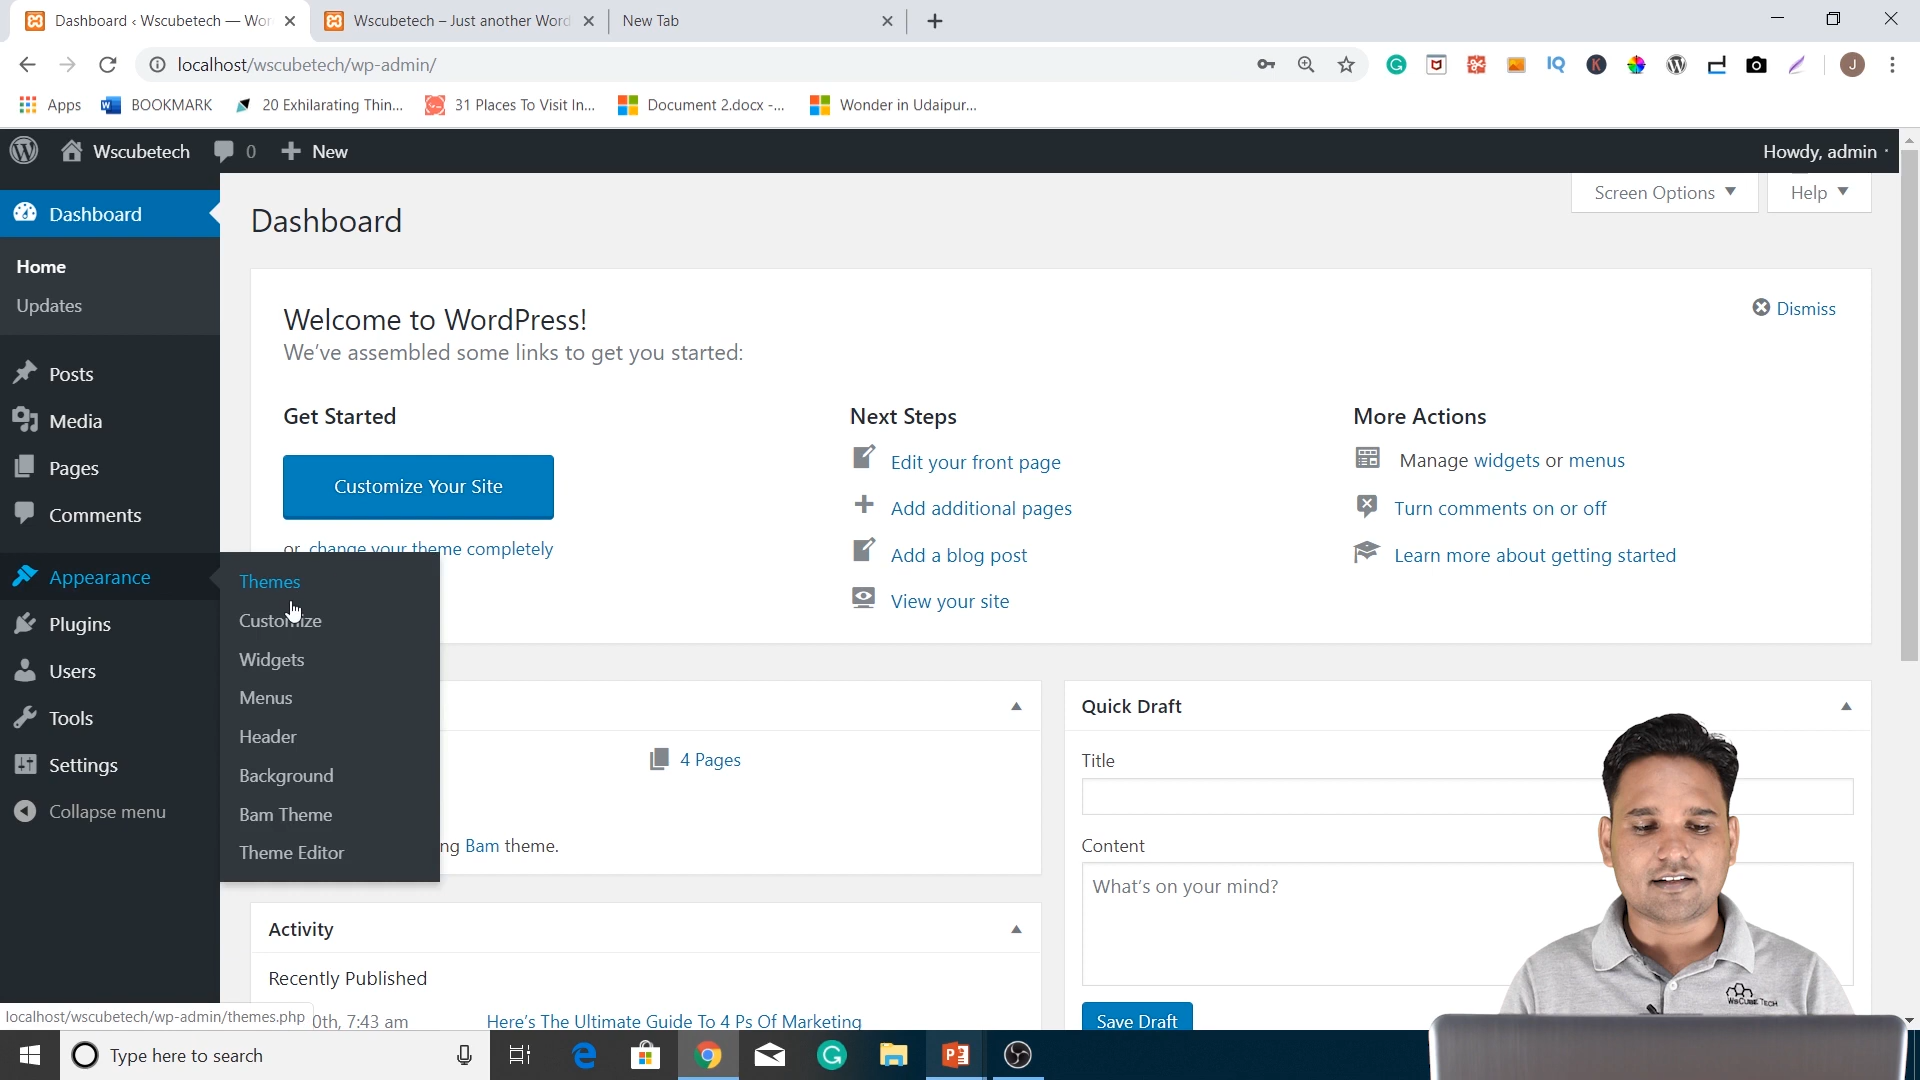 Dashboard ‹ Wscubetech — Wor
Wscubetech – Just another Word
New Tab
localhost/wscubetech/wp-admin/
IQ
K
J
Apps
BOOKMARK
20 Exhilarating Thin...
31 Places To Visit In...
Document 2.docx -...
Wonder in Udaipur...
Wscubetech
0
New
Howdy, admin
Dashboard
Home
Updates
Posts
Media
Pages
Comments
Appearance
Plugins
Users
Tools
Settings
Collapse menu
Themes
Customize
Widgets
Menus
Header
Background
Bam Theme
Theme Editor
Screen Options
Help
Dashboard
Welcome to WordPress!
We've assembled some links to get you started:
Dismiss
Get Started
Customize Your Site
or change your theme completely
Next Steps
Edit your front page
Add additional pages
Add a blog post
View your site
More Actions
Manage widgets or menus
Turn comments on or off
Learn more about getting started
4 Pages
ng Bam theme.
Activity
Recently Published
0th, 7:43 am
Here's The Ultimate Guide To 4 Ps Of Marketing
Quick Draft
Title
Content
What's on your mind?
Save Draft
WsCube Tech
localhost/wscubetech/wp-admin/themes.php
Type here to search